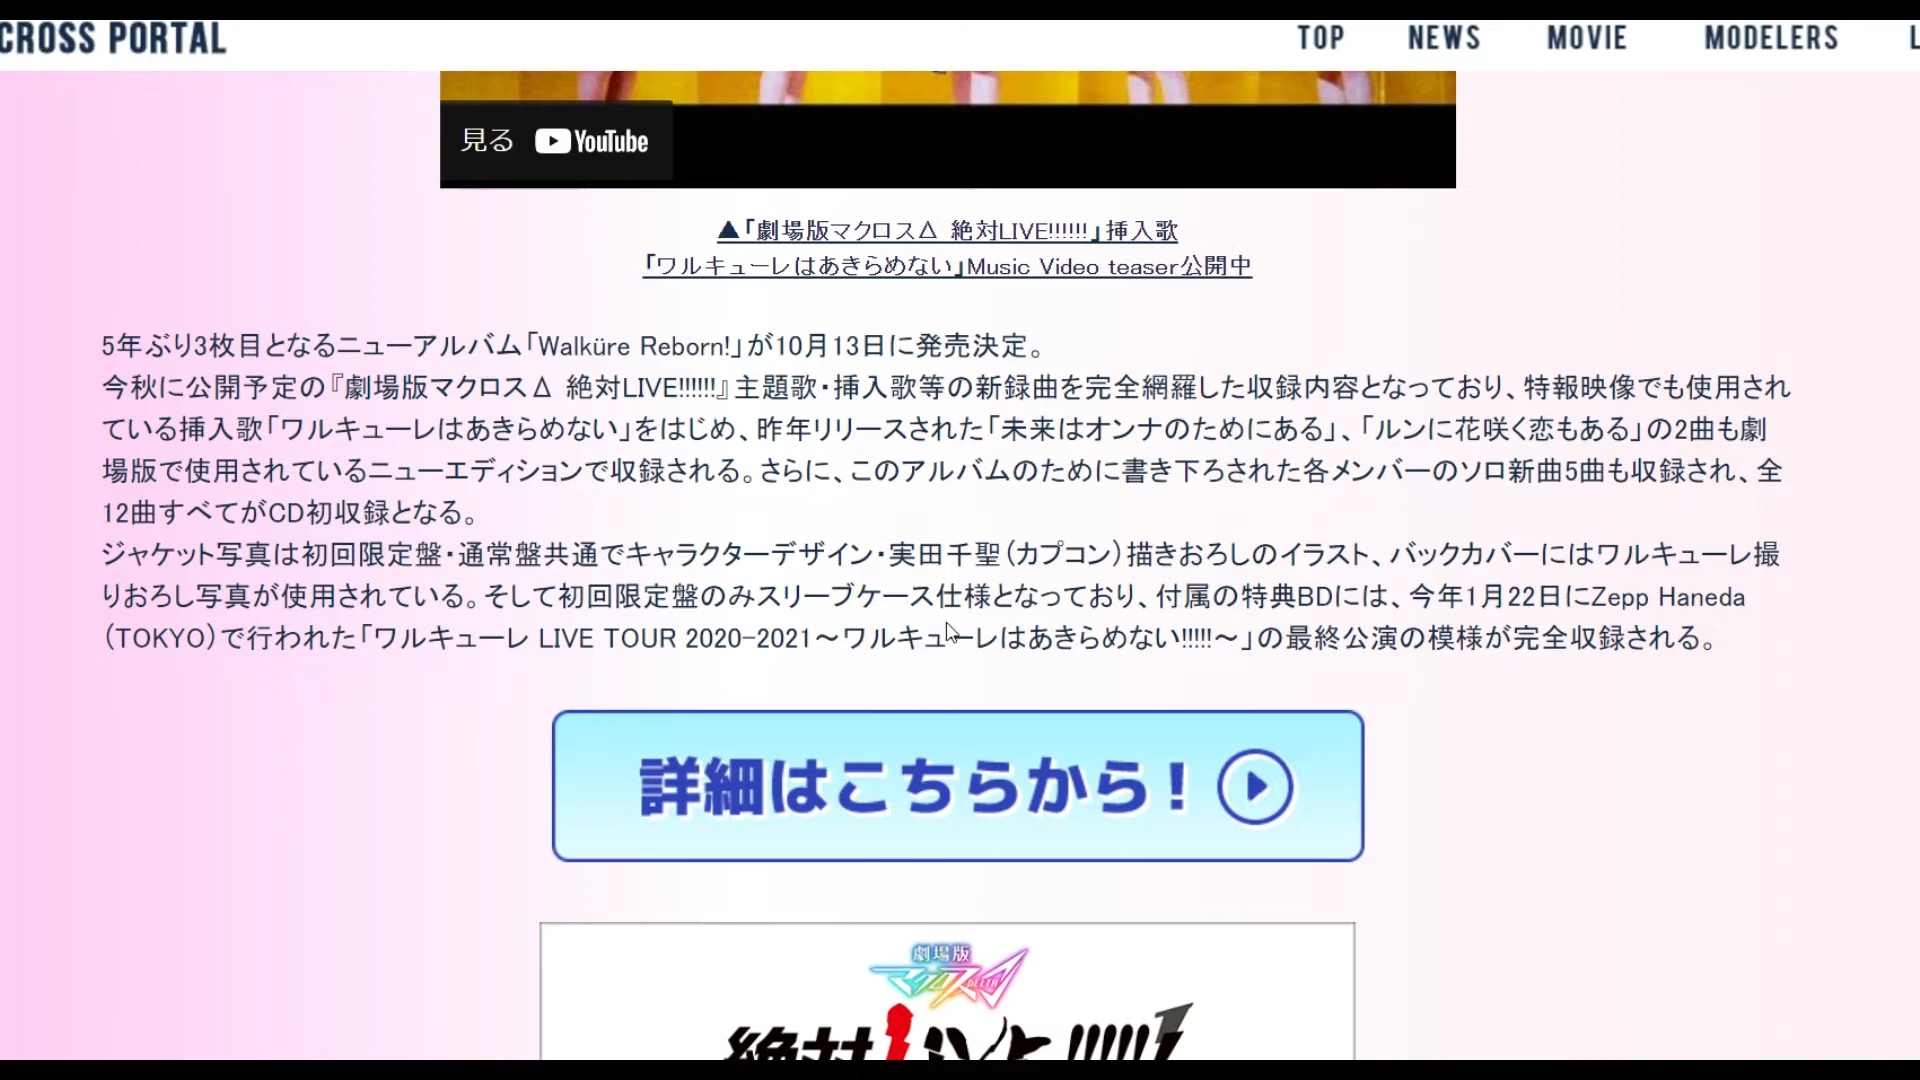 CROSS PORTAL
TOP NEWS MOVIE MODELERS
見る YouTube
▲「劇場版マクロスΔ 絶対LIVE!!!!!!」挿入歌
「ワルキューレはあきらめない」Music Video teaser公開中
5年ぶり3枚目となるニューアルバム「Walküre Reborn!」が10月13日に発売決定。
今秋に公開予定の『劇場版マクロスΔ 絶対LIVE!!!!!!』主題歌・挿入歌等の新録曲を完全網羅した収録内容となっており、特報映像でも使用され
ている挿入歌「ワルキューレはあきらめない」をはじめ、昨年リリースされた「未来はオンナのためにある」、「ルンに花咲く恋もある」の2曲も劇
場版で使用されているニューエディションで収録される。さらに、このアルバムのために書き下ろされた各メンバーのソロ新曲5曲も収録され、全
12曲すべてがCD初収録となる。
ジャケット写真は初回限定盤・通常盤共通でキャラクターデザイン・実田千聖（カプコン）描きおろしのイラスト、バックカバーにはワルキューレ撮
りおろし写真が使用されている。そして初回限定盤のみスリーブケース仕様となっており、付属の特典BDには、今年1月22日にZepp Haneda
（TOKYO）で行われた「ワルキューレ LIVE TOUR 2020-2021～ワルキューレはあきらめない!!!!!～」の最終公演の模様が完全収録される。
詳細はこちらから！
劇場版
マクロスDELTA
絶対LIVE!!!!!!